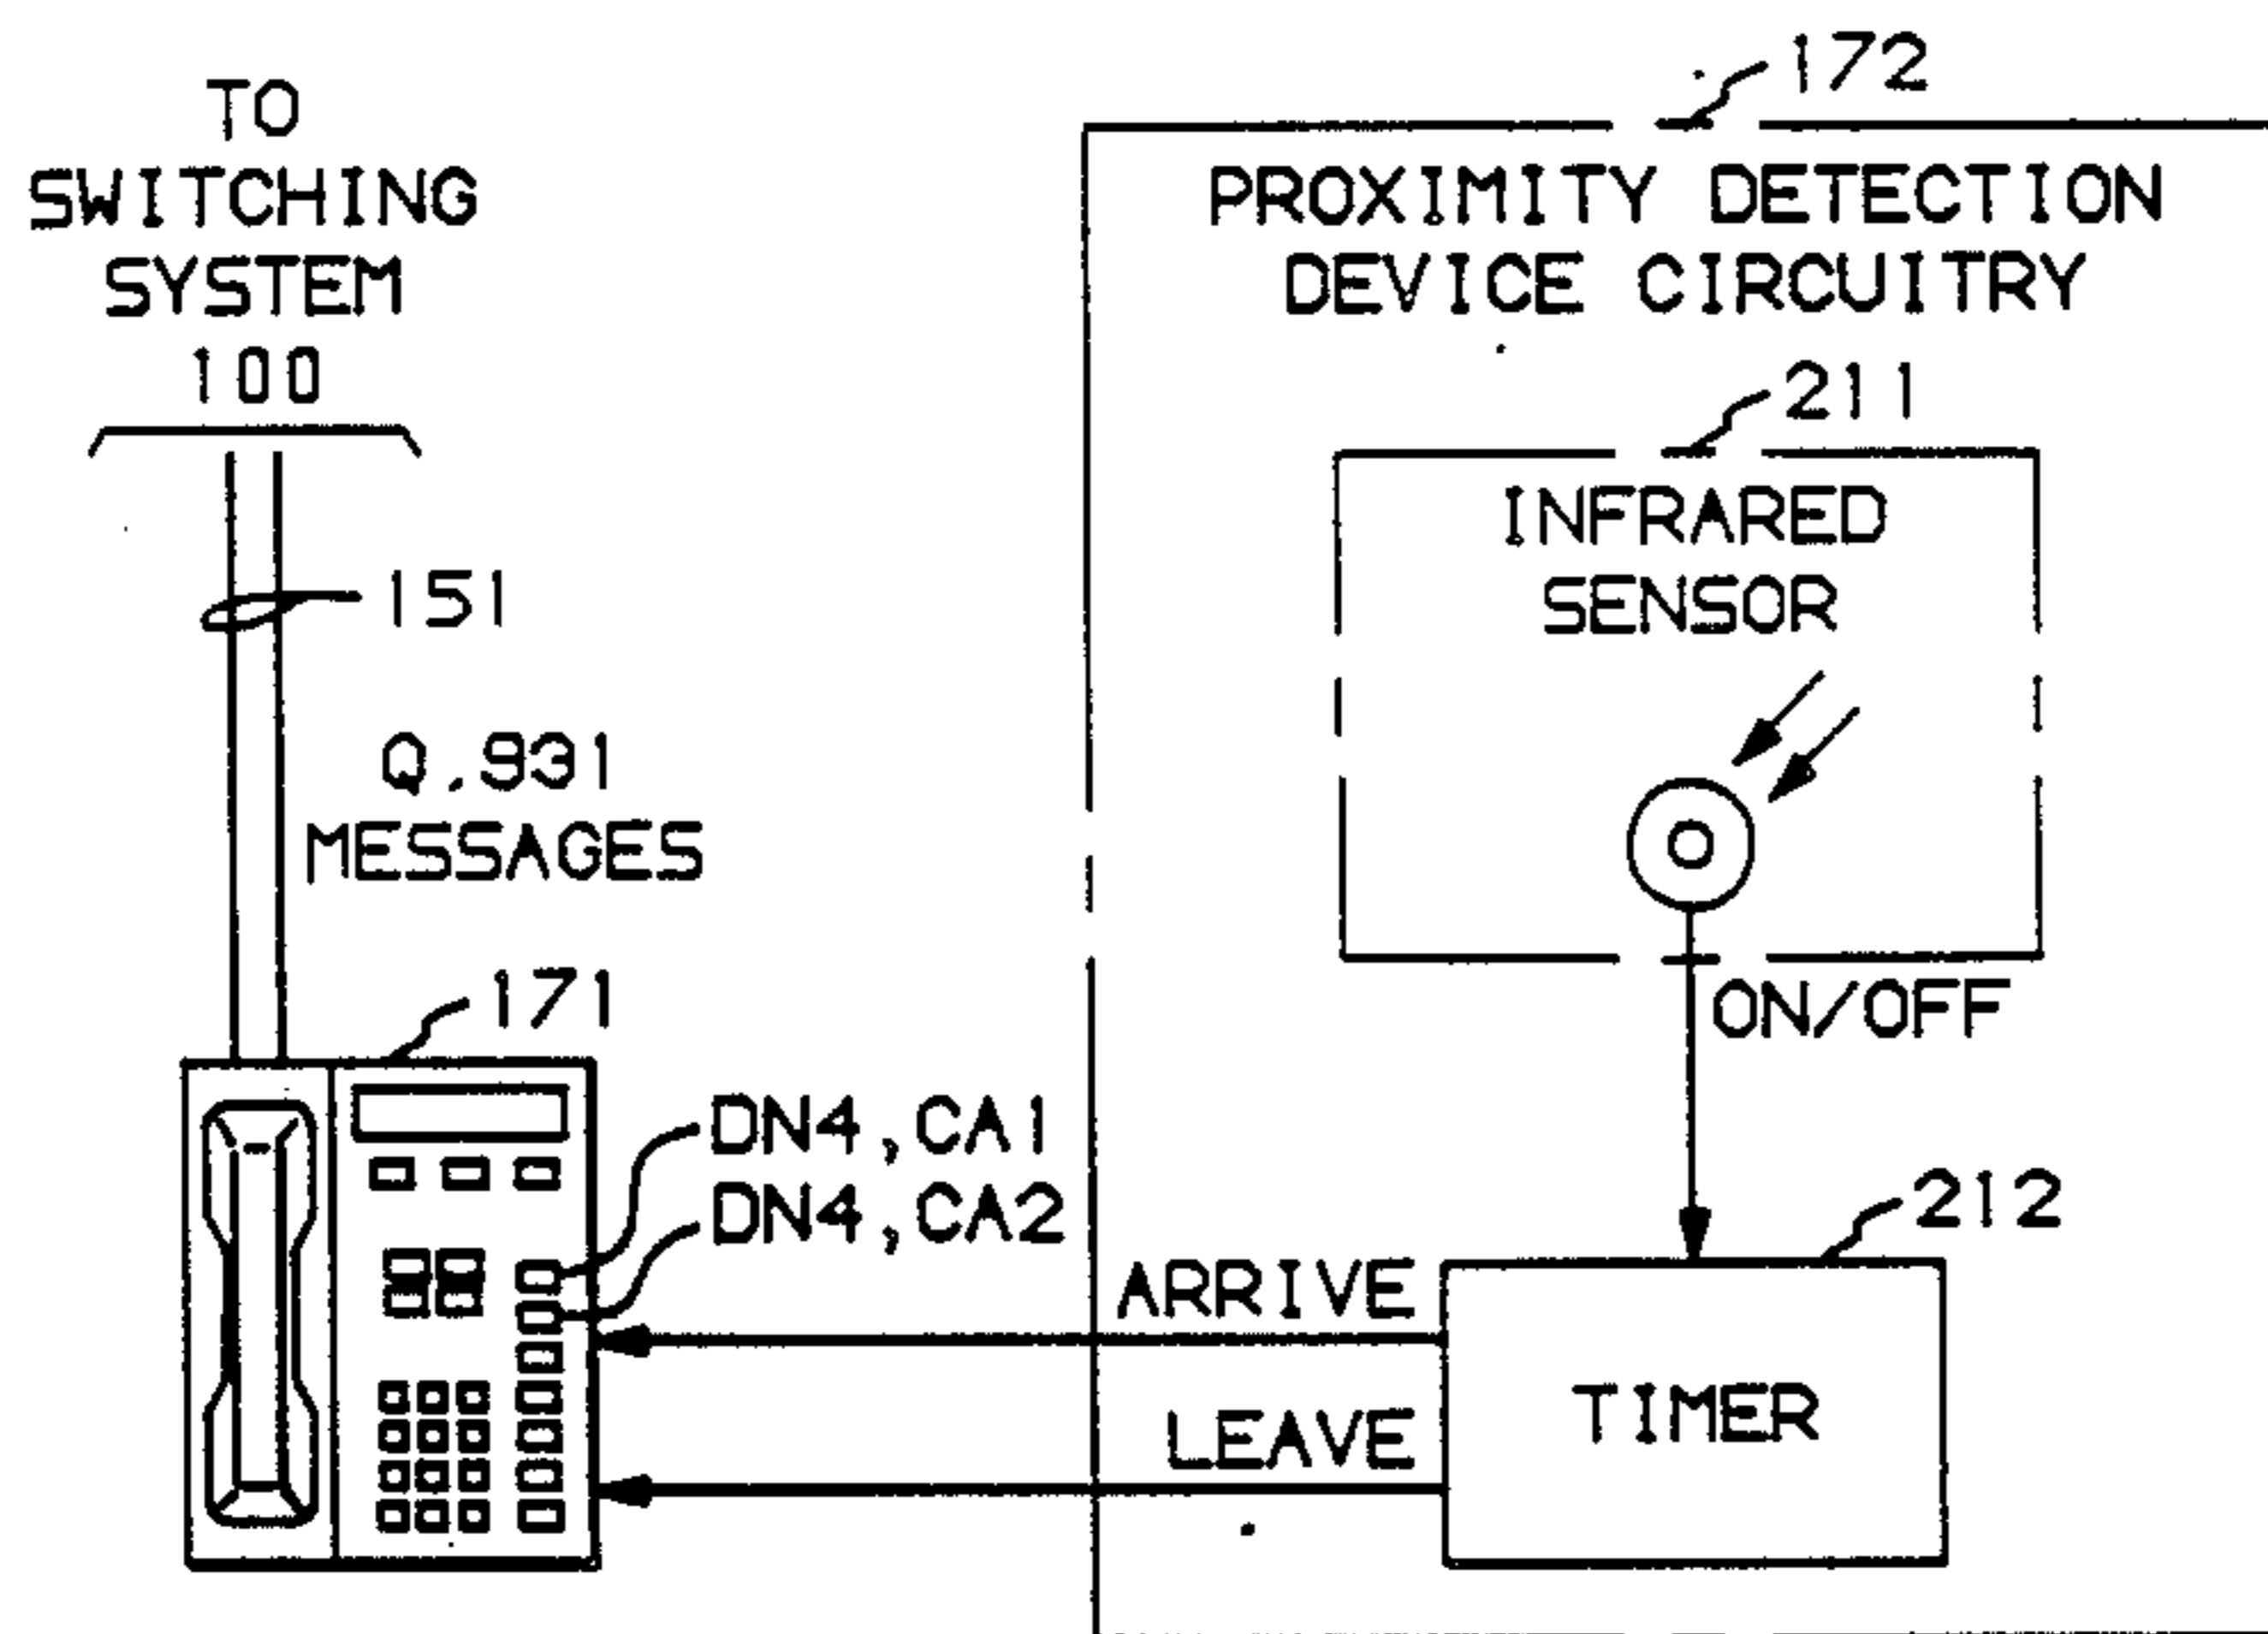 TO
SWITCHING
SYSTEM
100
151
Q.931
MESSAGES
171
DN4,CA1
DN4,CA2
172
PROXIMITY DETECTION
DEVICE CIRCUITRY
211
INFRARED
SENSOR
ON/OFF
212
ARRIVE
LEAVE
TIMER